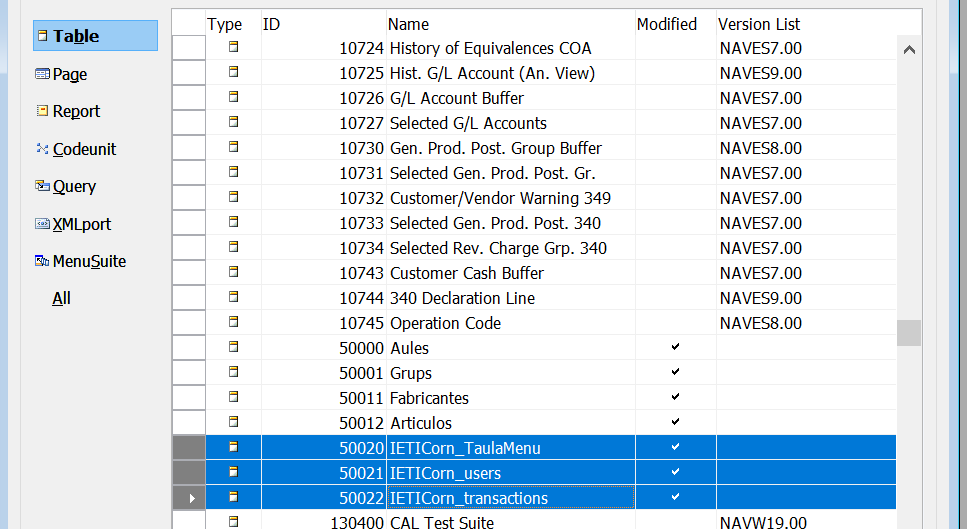 Table
Page
Report
Codeunit
Query
XMLport
MenuSuite
All
Type ID Name Modified Version List
10724 History of Equivalences COA NAVES7.00
10725 Hist. G/L Account (An. View) NAVES9.00
10726 G/L Account Buffer NAVES7.00
10727 Selected G/L Accounts NAVES7.00
10730 Gen. Prod. Post. Group Buffer NAVES8.00
10731 Selected Gen. Prod. Post. Gr. NAVES7.00
10732 Customer/Vendor Warning 349 NAVES7.00
10733 Selected Gen. Prod. Post. 340 NAVES7.00
10734 Selected Rev. Charge Grp. 340 NAVES7.00
10743 Customer Cash Buffer NAVES7.00
10744 340 Declaration Line NAVES9.00
10745 Operation Code NAVES8.00
50000 Aules
50001 Grups
50011 Fabricantes
50012 Articulos
50020 IETICorn_TaulaMenu
50021 IETICorn_users
50022 IETICorn_transactions
130400 CAL Test Suite NAVW19.00